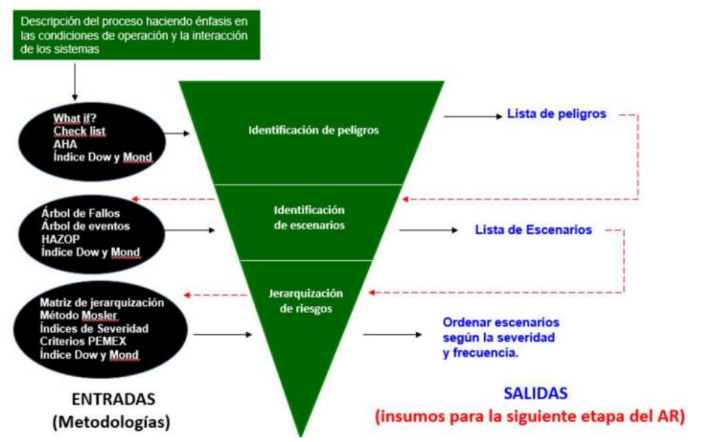 Descripción del proceso haciendo énfasis en
las condiciones de operación y la interacción
de los sistemas
What if?
Check list
AHA
Índice Dow y Mond
Identificación de peligros
Lista de peligros
Árbol de Fallos
Árbol de eventos
HAZOP
Índice Dow y Mond
Identificación
de escenarios
Lista de Escenarios
Matriz de jerarquización
Método Mosler
Índices de Severidad
Criterios PEMEX
Índice Dow y Mond
Jerarquización
de riesgos
Ordenar escenarios
según la severidad
y frecuencia.
ENTRADAS
(Metodologías)
SALIDAS
(insumos para la siguiente etapa del AR)